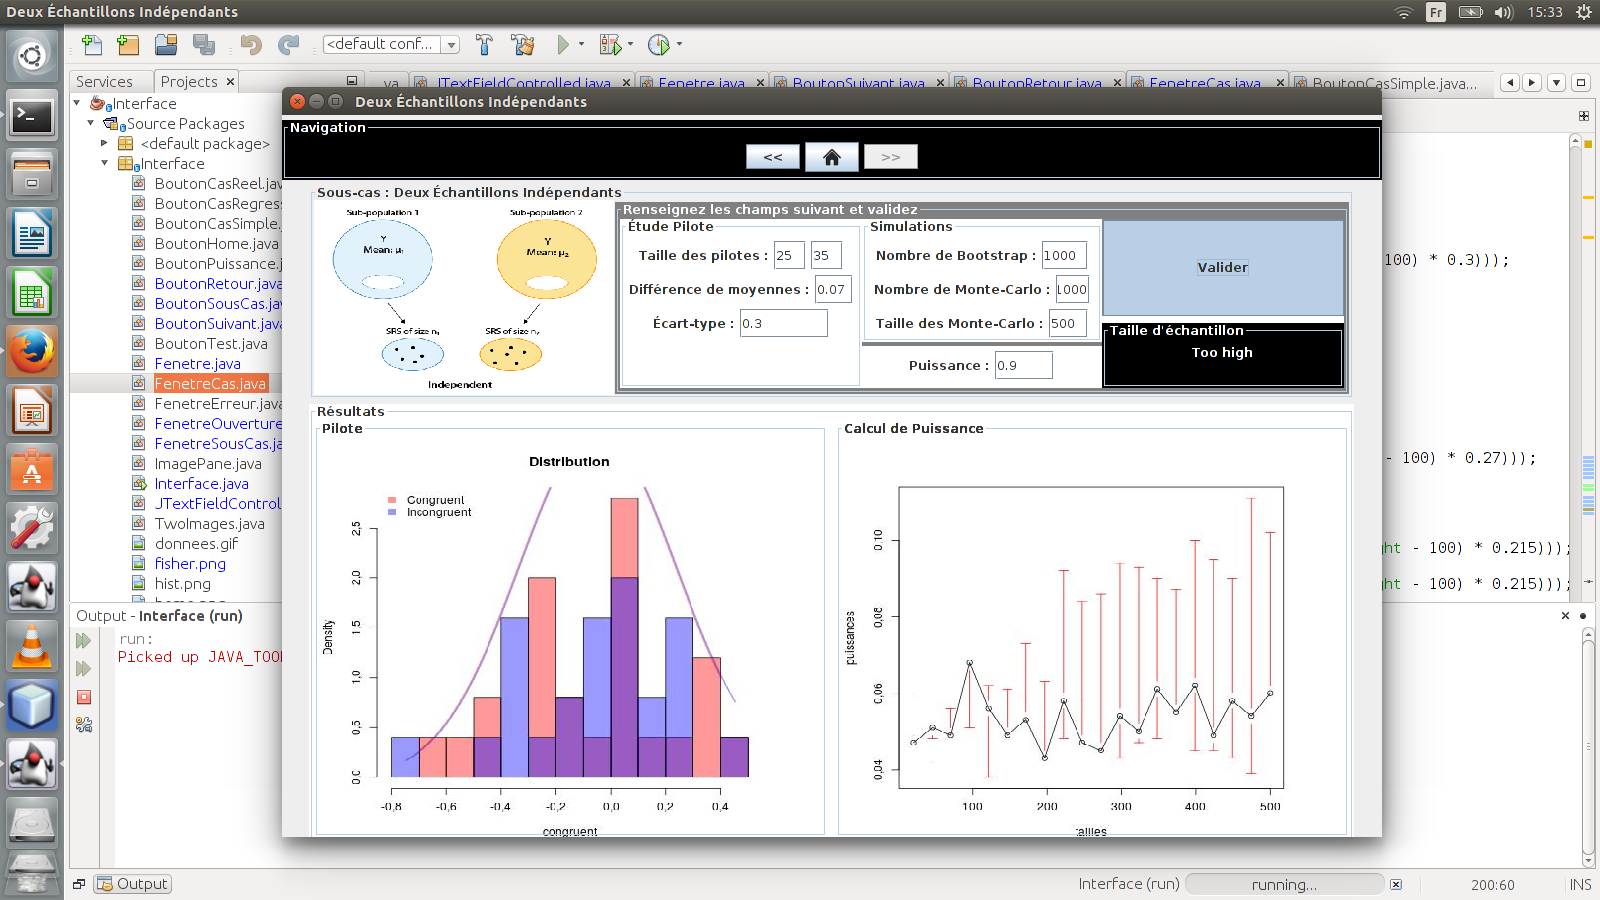 Deux Échantillons Indépendants
Fr
15:33
<default conf...
Services
Projects
va
JTextFieldControlled.java
Fenetre.java
BoutonSuivant.java
BoutonRetour.java
FenetreCas.java
BoutonCasSimple.java...
Interface
Source Packages
<default package>
Interface
BoutonCasReel.jav
BoutonCasRegres
BoutonCasSimple.
BoutonHome.java
BoutonPuissance.
BoutonRetour.java
BoutonSousCas.ja
BoutonSuivant.java
BoutonTest.java
Fenetre.java
FenetreCas.java
FenetreErreur.java
FenetreOuverture
FenetreSousCas.ja
ImagePane.java
Interface.java
JTextFieldControl
TwoImages.java
donnees.gif
fisher.png
hist.png
Deux Échantillons Indépendants
Navigation
<<
>>
Sous-cas : Deux Échantillons Indépendants
Sub-population 1
Sub-population 2
Y
Mean: μ1
Y
Mean: μ2
SRS of size n1
SRS of size n2
Independent
Renseignez les champs suivant et validez
Étude Pilote
Taille des pilotes :
25
35
Différence de moyennes :
0.07
Écart-type :
0.3
Simulations
Nombre de Bootstrap :
1000
Nombre de Monte-Carlo :
1000
Taille des Monte-Carlo :
500
Puissance :
0.9
Valider
Taille d'échantillon
Too high
Résultats
Pilote
Distribution
Congruent
Incongruent
Density
2,5
2,0
1,5
1,0
0,5
0,0
-0,8
-0,6
-0,4
-0,2
0,0
0,2
0,4
congruent
Calcul de Puissance
puissances
0,10
0,08
0,06
0,04
100
200
300
400
500
tailles
100) * 0.3)));
- 100) * 0.27)));
ght - 100) * 0.215)));
ght - 100) * 0.215)));
Output - Interface (run)
run:
Picked up JAVA_TOO
Output
Interface (run)
running...
200:60
INS